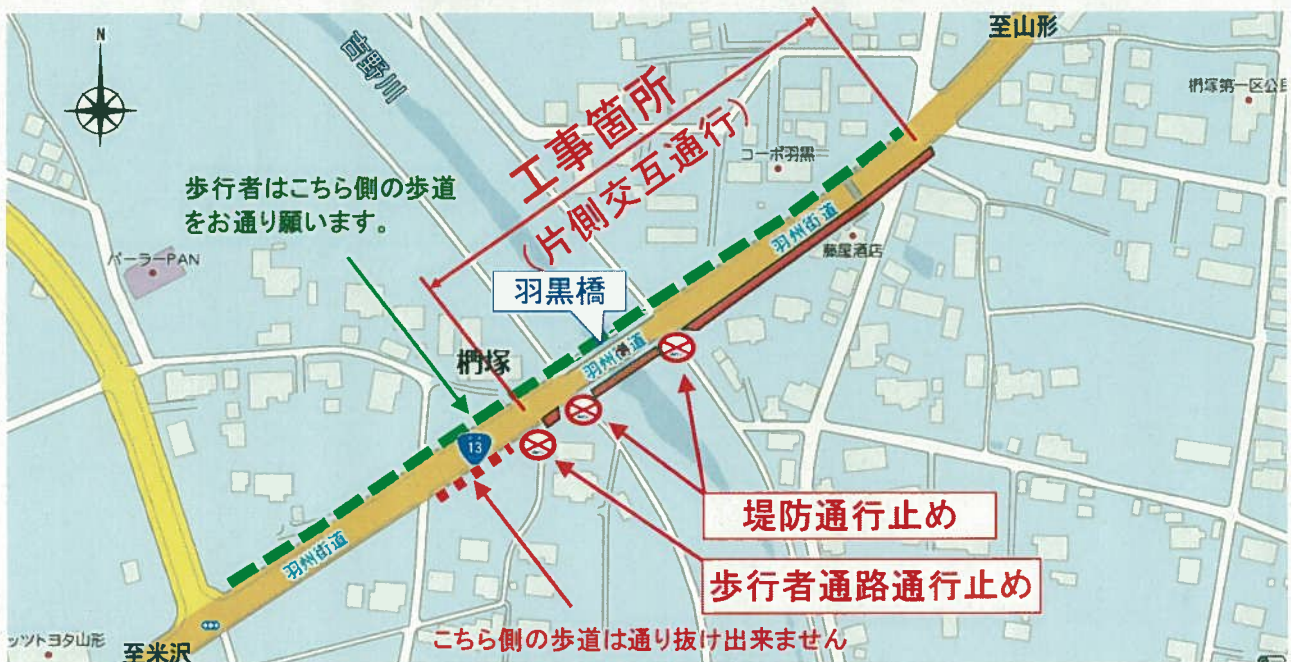 N
至山形
吉野川
椚塚第一区公
工事箇所
(片側交互通行)
コーポ羽黒
歩行者はこちら側の歩道
をお通り願います。
羽州街道
藤屋酒店
パーラーPAN
羽黒橋
羽州街道
椚塚
13
堤防通行止め
羽州街道
歩行者通路通行止め
こちら側の歩道は通り抜け出来ません
ッツトヨタ山形
至米沢